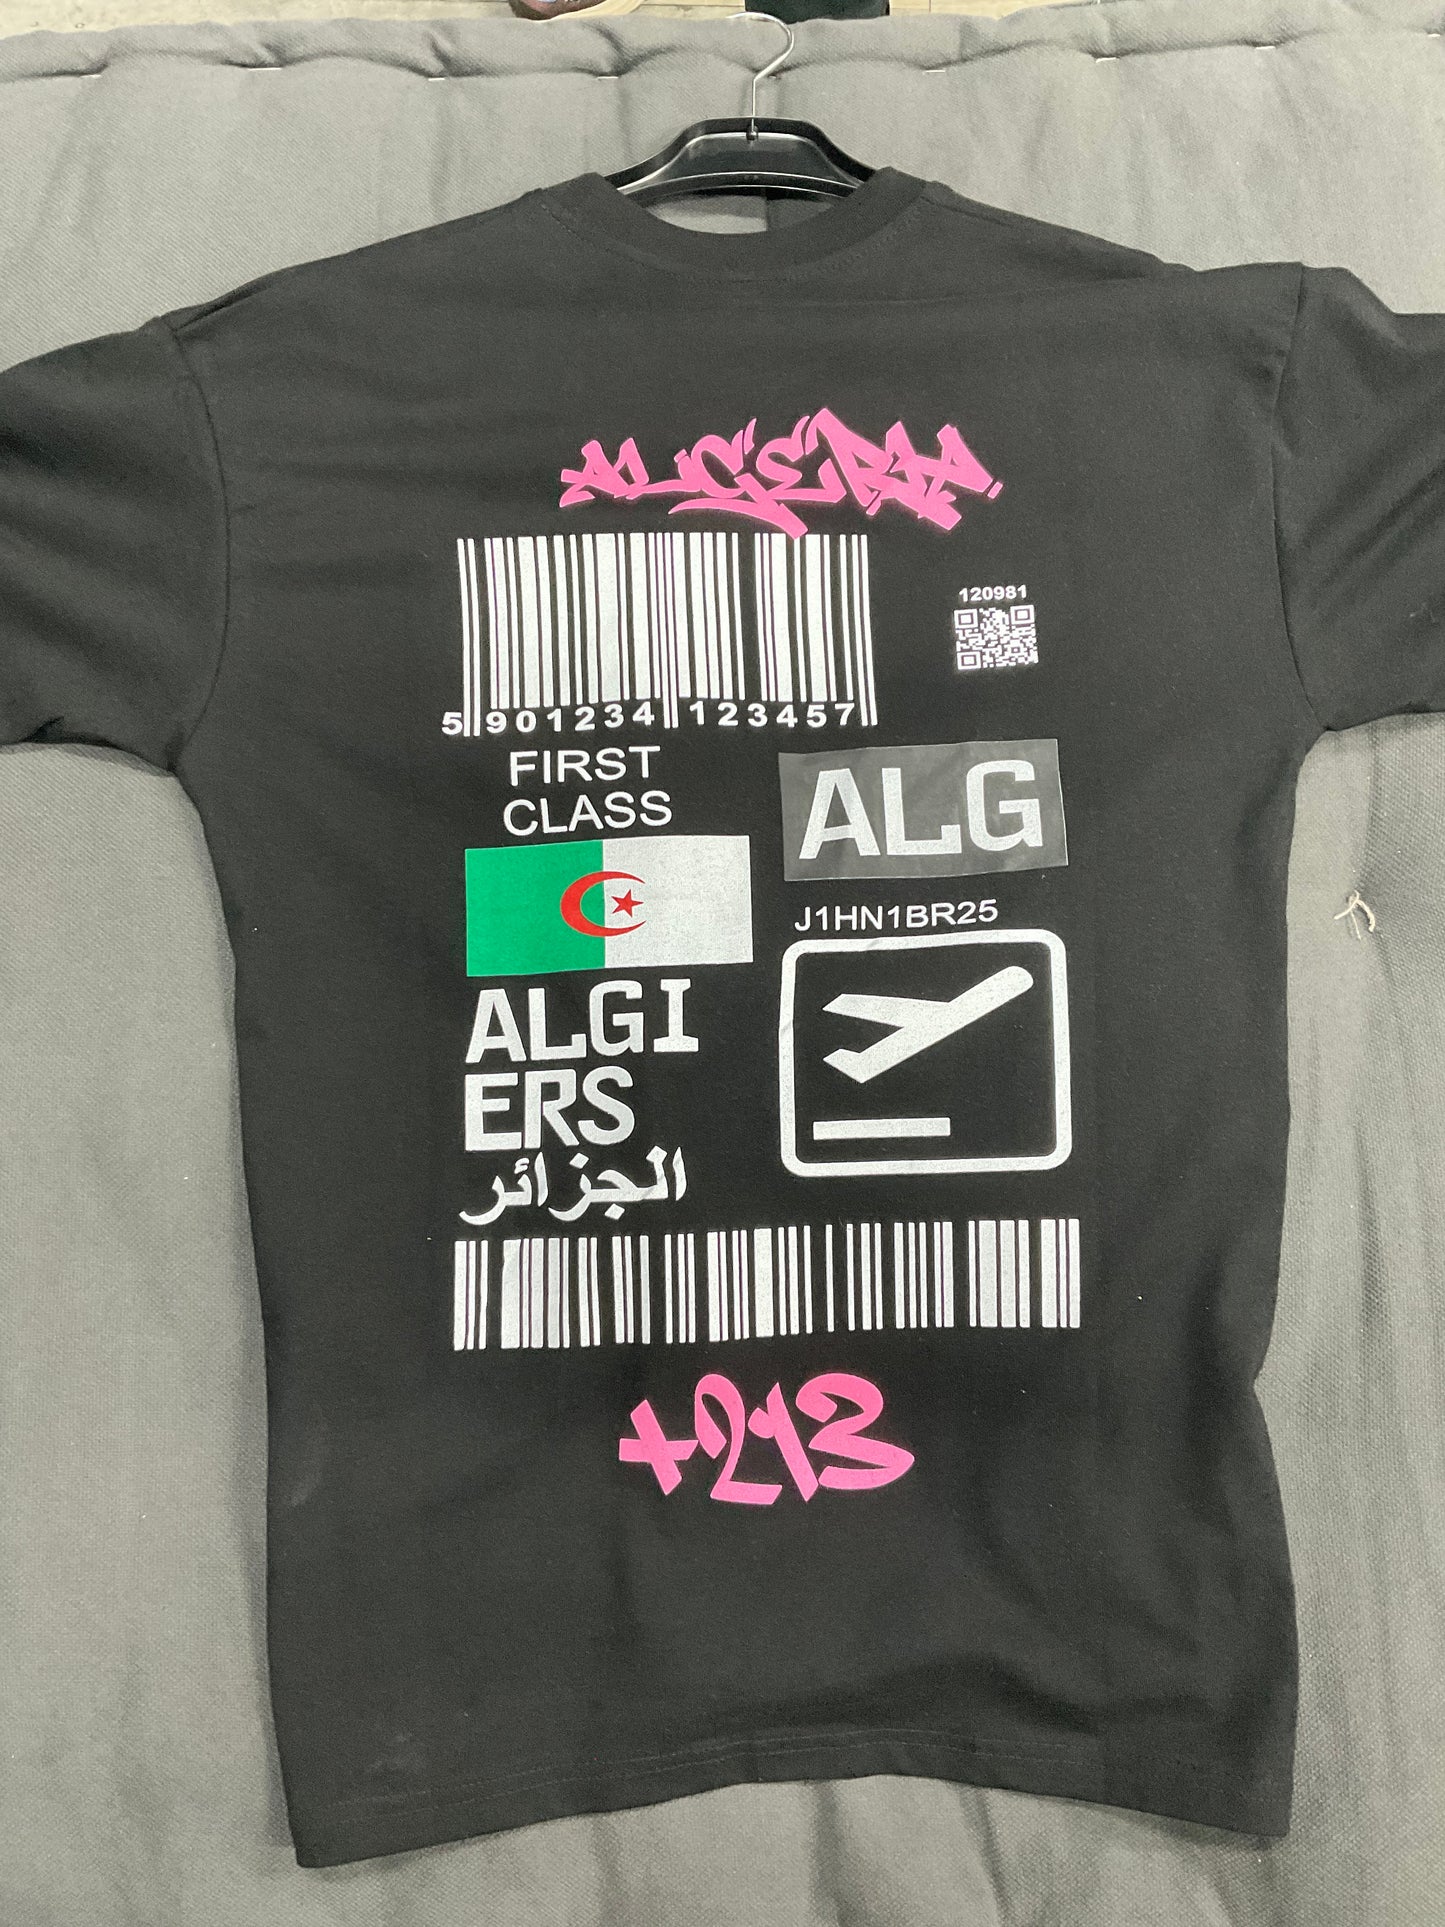 ALGERIA
120981
5 901234 123457
FIRST
CLASS
ALG
J1HN1BR25
ALGI
ERS
الجزائر
+213